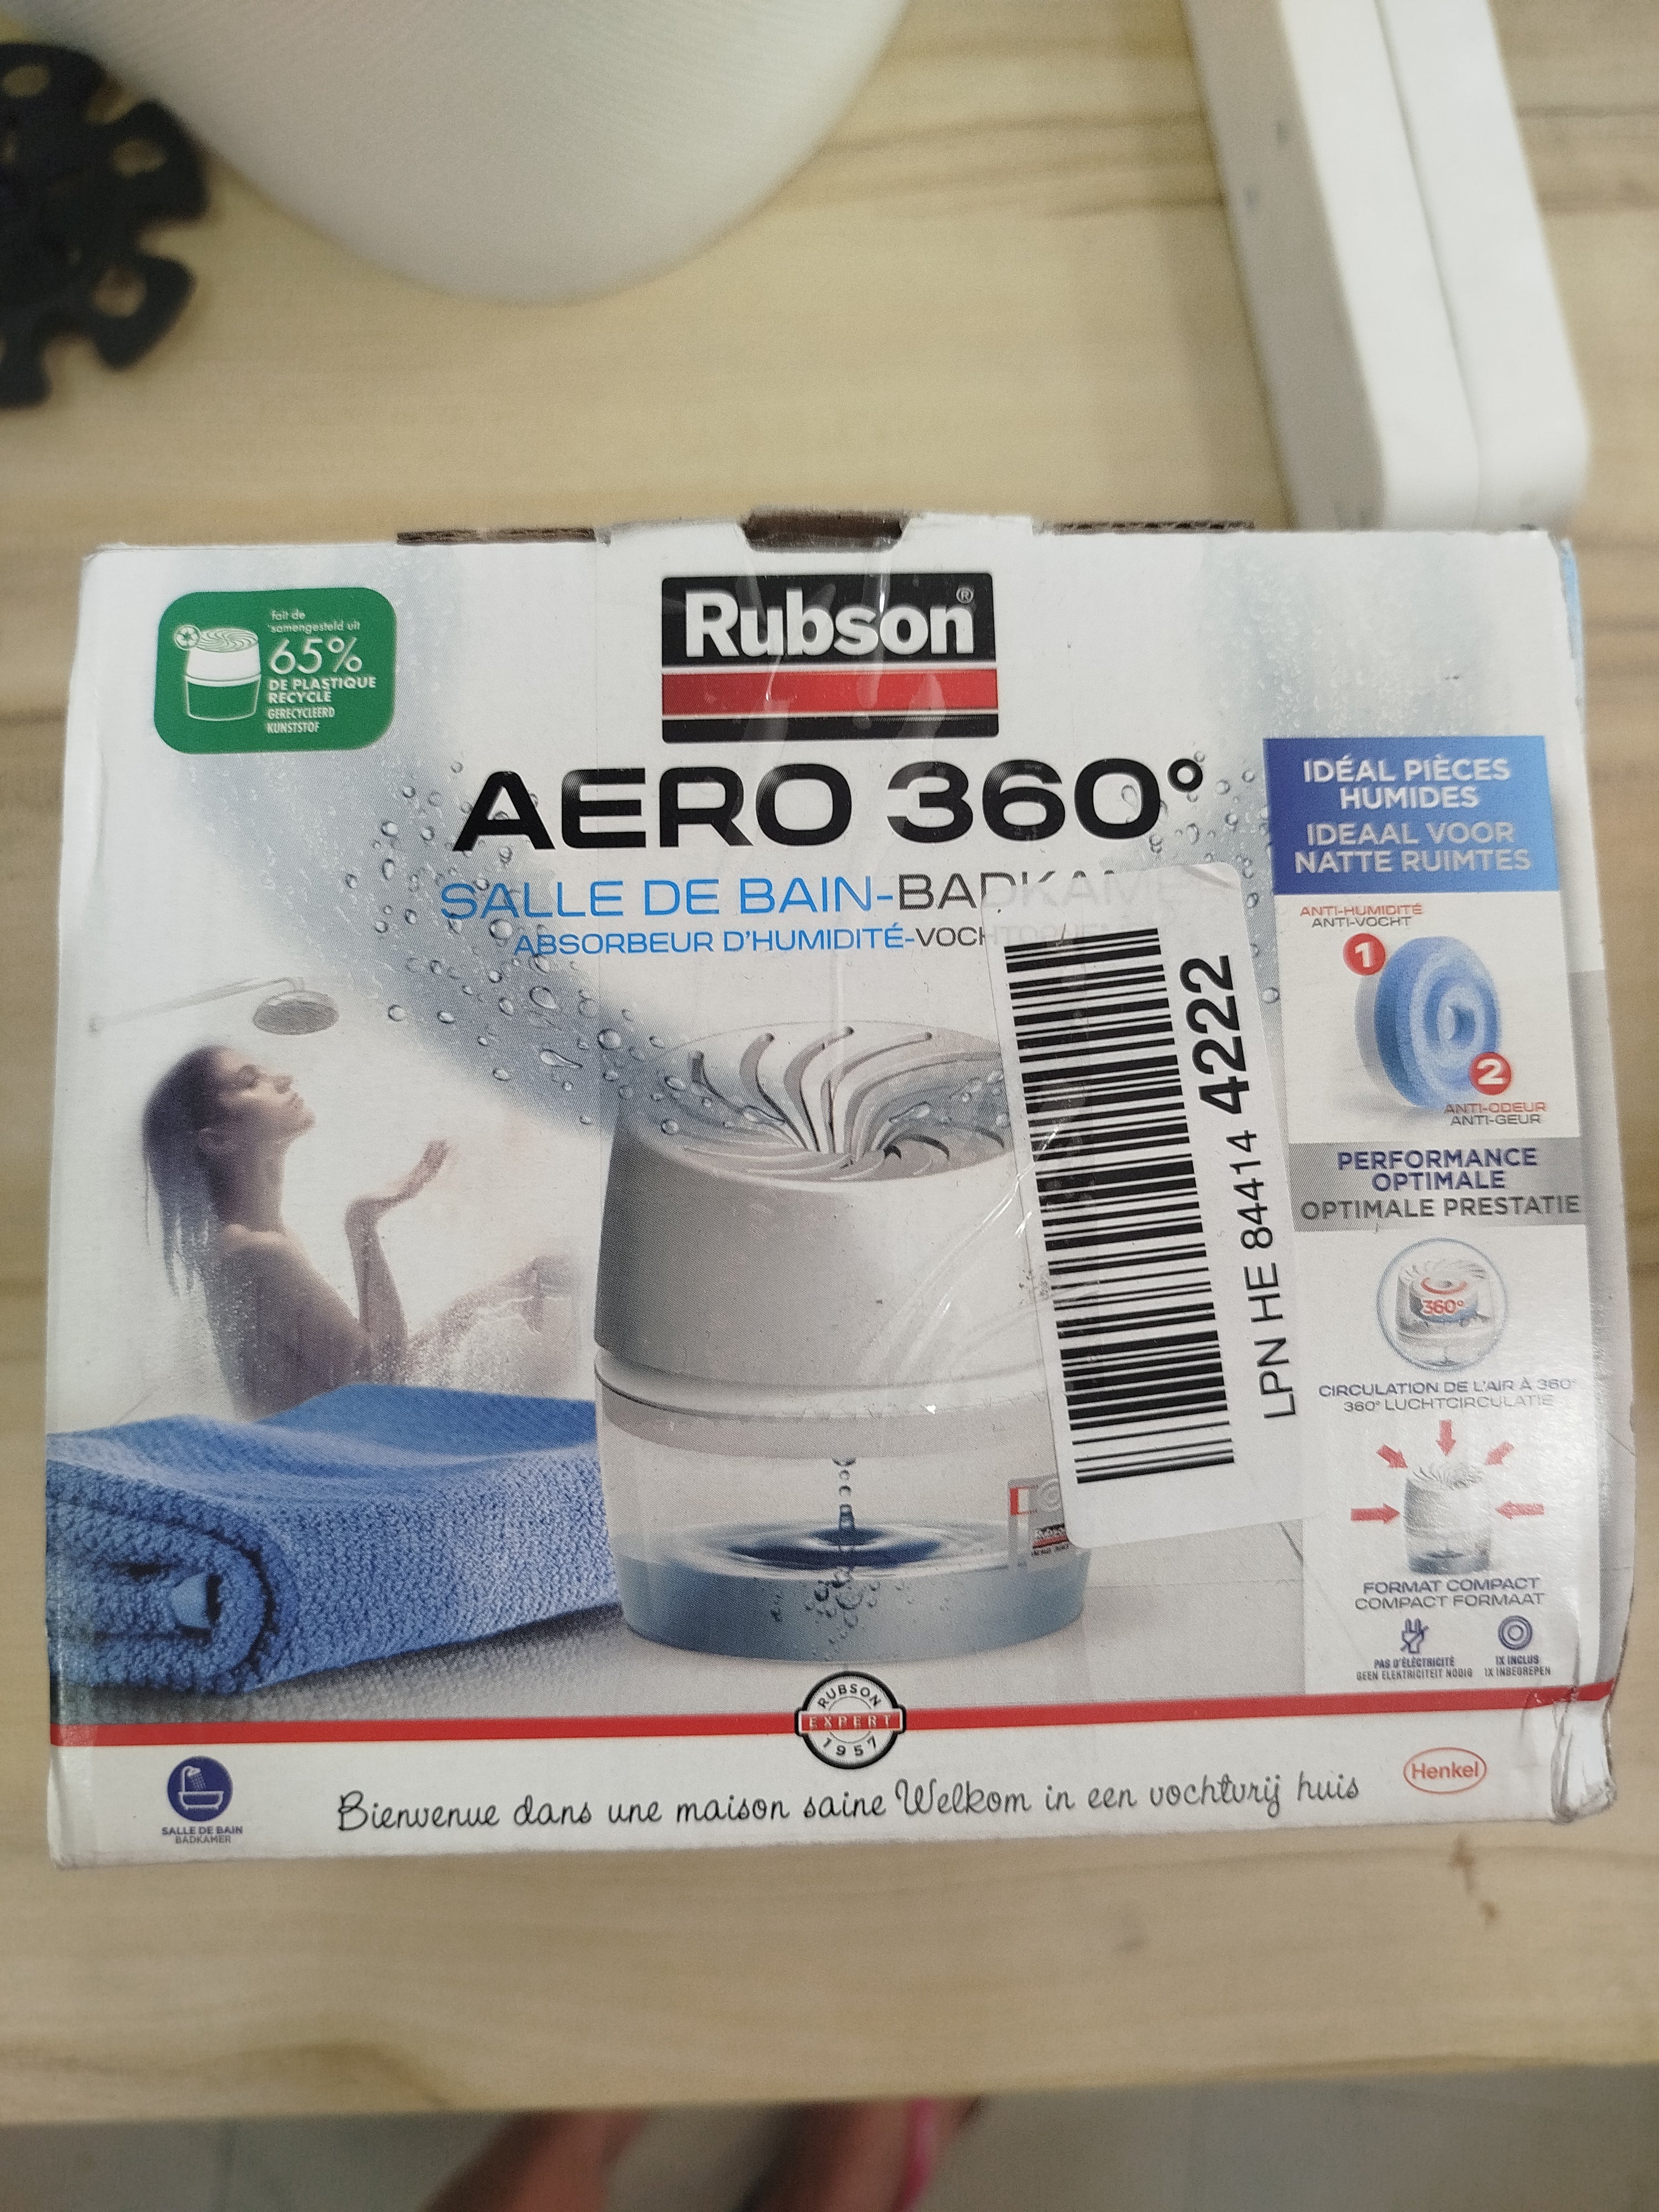 fait de
samengesteld uit
65%
DE PLASTIQUE
RECYCLÉ
GERECYCLEERD
KUNSTSTOF
Rubson®
AERO 360°
SALLE DE BAIN-BADKAM
ABSORBEUR D'HUMIDITÉ-VOCH
IDÉAL PIÈCES
HUMIDES
IDEAAL VOOR
NATTE RUIMTES
ANTI-HUMIDITÉ
ANTI-VOCHT
1
2
ANTI-ODEUR
ANTI-GEUR
PERFORMANCE
OPTIMALE
OPTIMALE PRESTATIE
360°
CIRCULATION DE L'AIR À 360°
360° LUCHTCIRCULATIE
FORMAT COMPACT
COMPACT FORMAAT
PAS D'ÉLECTRICITÉ
GEEN ELEKTRICITEIT NODIG
1X INCLUS
1X INBEGREPEN
LPN HE 84414 4222
Rubson
AERO 360°
RUBSON
EXPERT
1957
SALLE DE BAIN
BADKAMER
Bienvenue dans une maison saine Welkom in een vochtvrij huis
Henkel